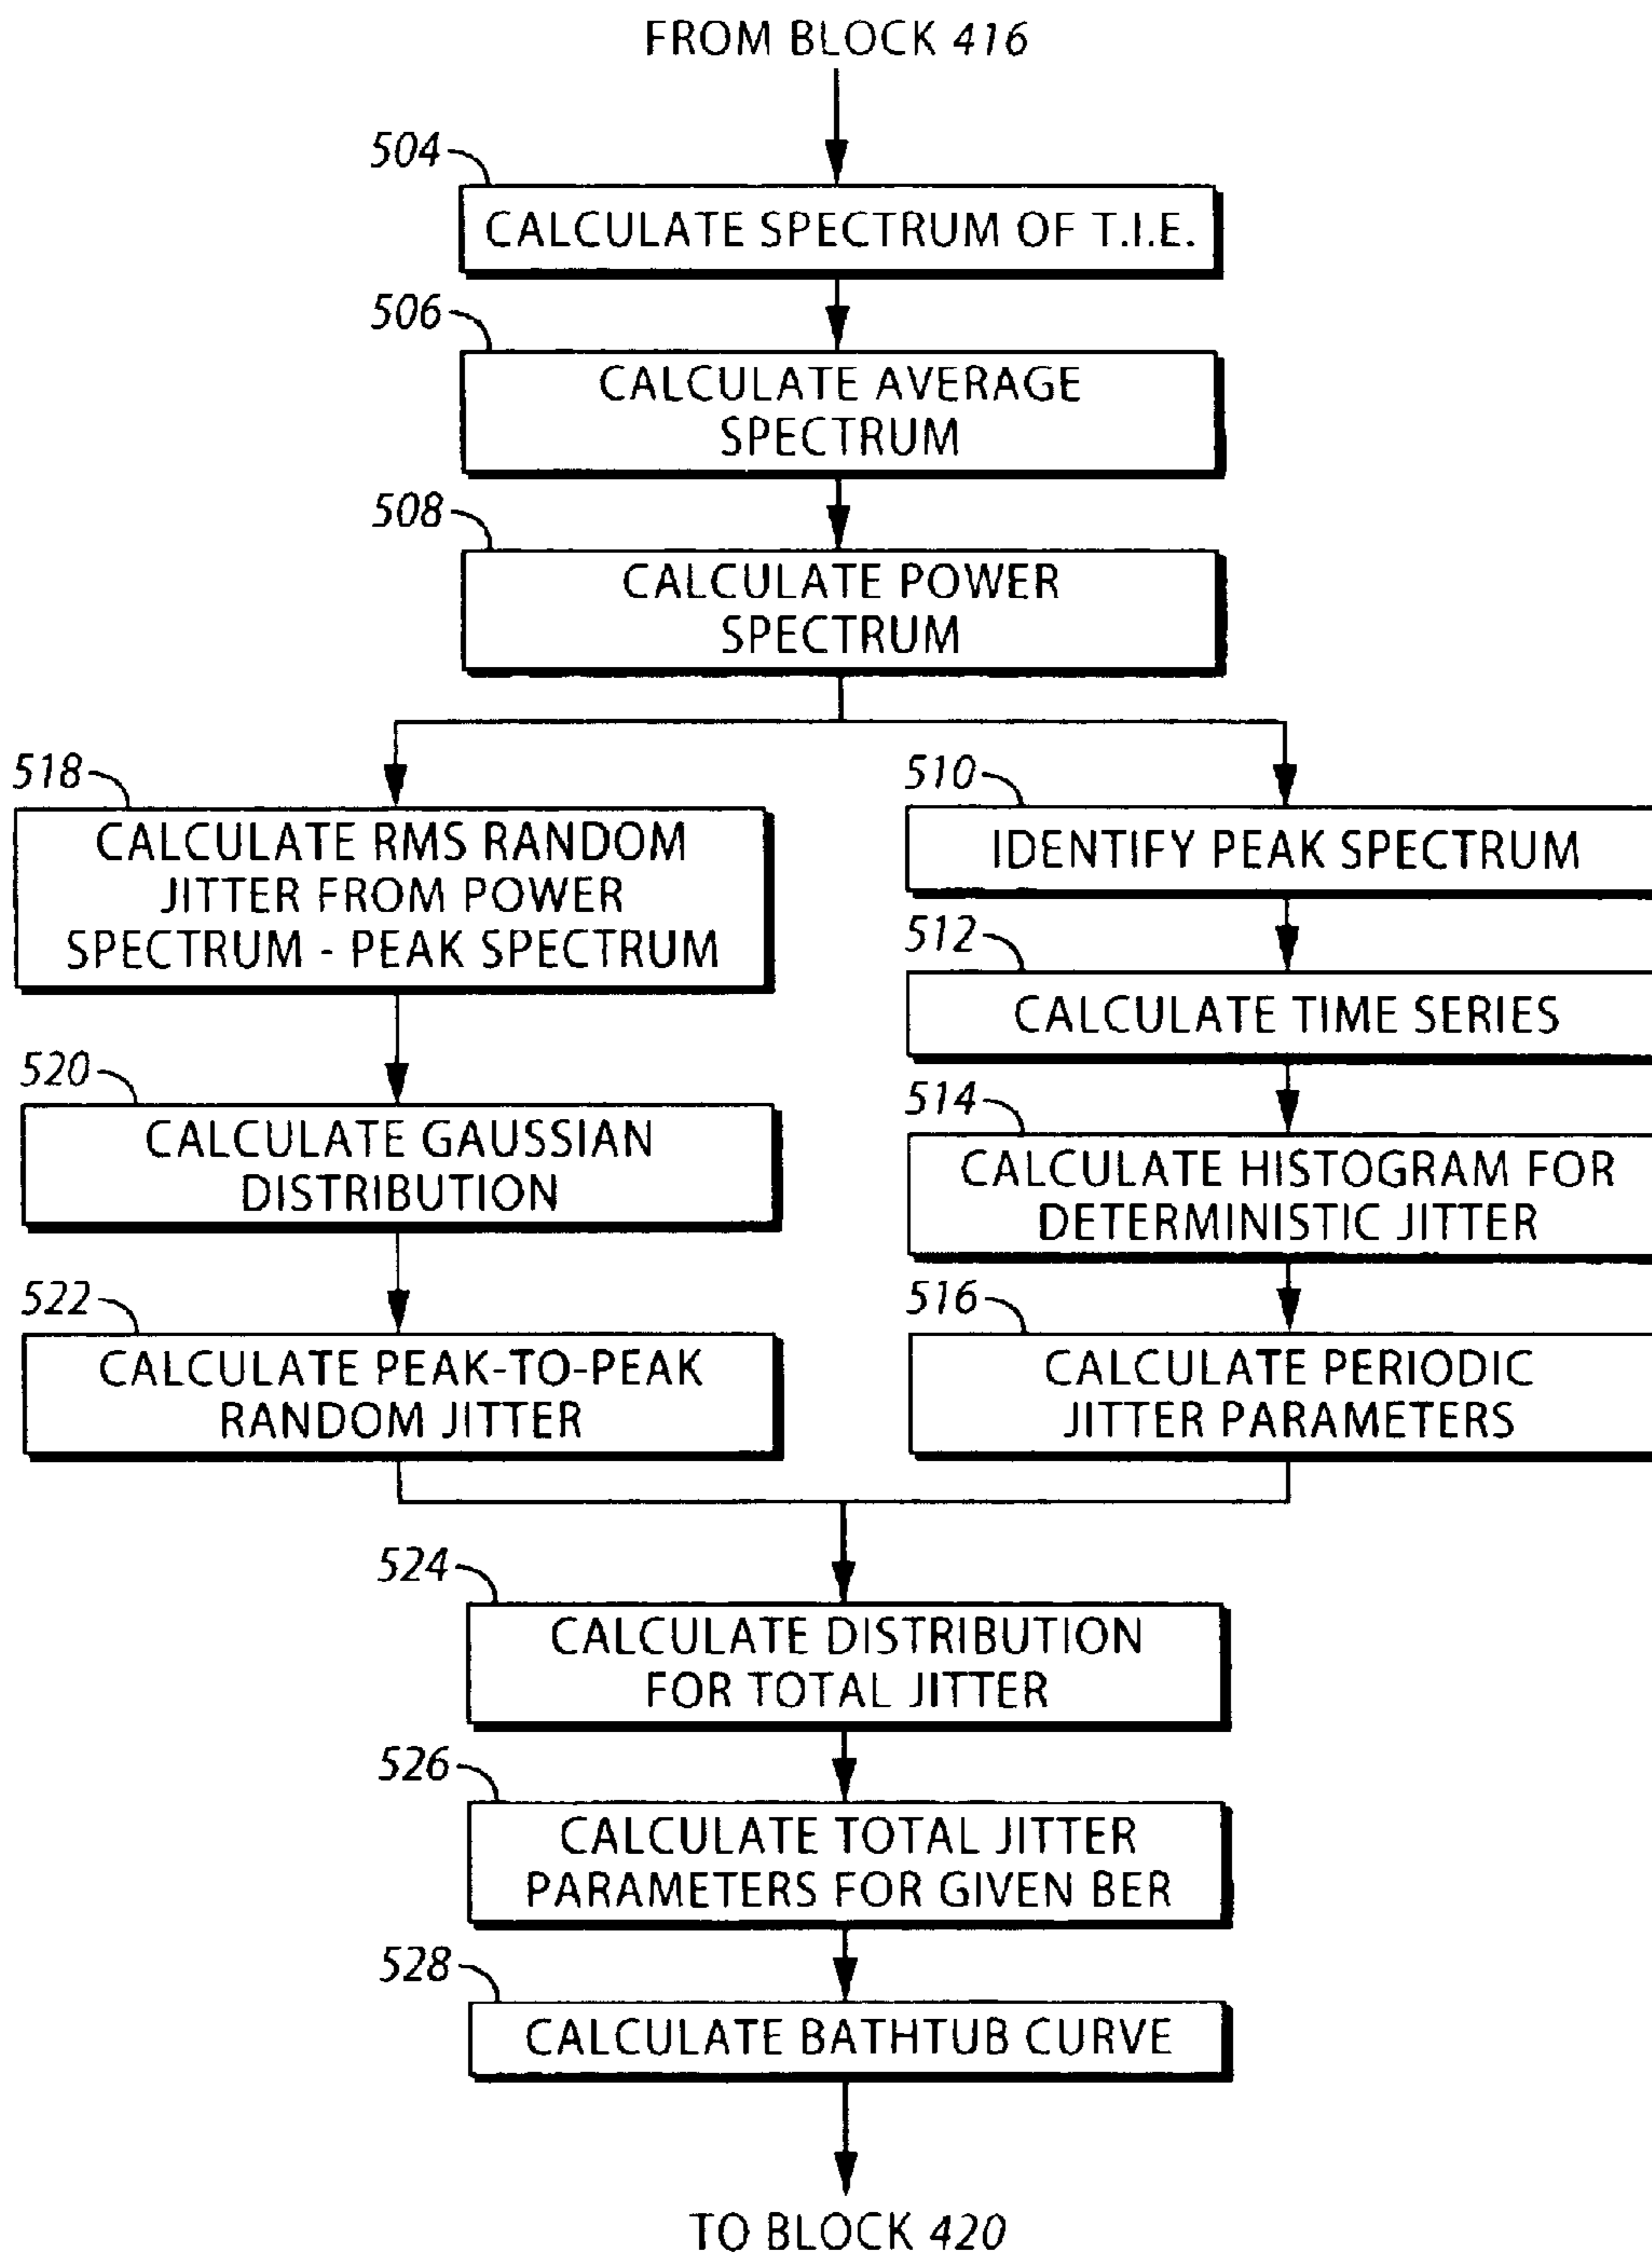 FROM BLOCK 416
504
CALCULATE SPECTRUM OF T.I.E.
506
CALCULATE AVERAGE
SPECTRUM
508
CALCULATE POWER
SPECTRUM
518
CALCULATE RMS RANDOM
JITTER FROM POWER
SPECTRUM - PEAK SPECTRUM
520
CALCULATE GAUSSIAN
DISTRIBUTION
522
CALCULATE PEAK-TO-PEAK
RANDOM JITTER
510
IDENTIFY PEAK SPECTRUM
512
CALCULATE TIME SERIES
514
CALCULATE HISTOGRAM FOR
DETERMINISTIC JITTER
516
CALCULATE PERIODIC
JITTER PARAMETERS
524
CALCULATE DISTRIBUTION
FOR TOTAL JITTER
526
CALCULATE TOTAL JITTER
PARAMETERS FOR GIVEN BER
528
CALCULATE BATHTUB CURVE
TO BLOCK 420